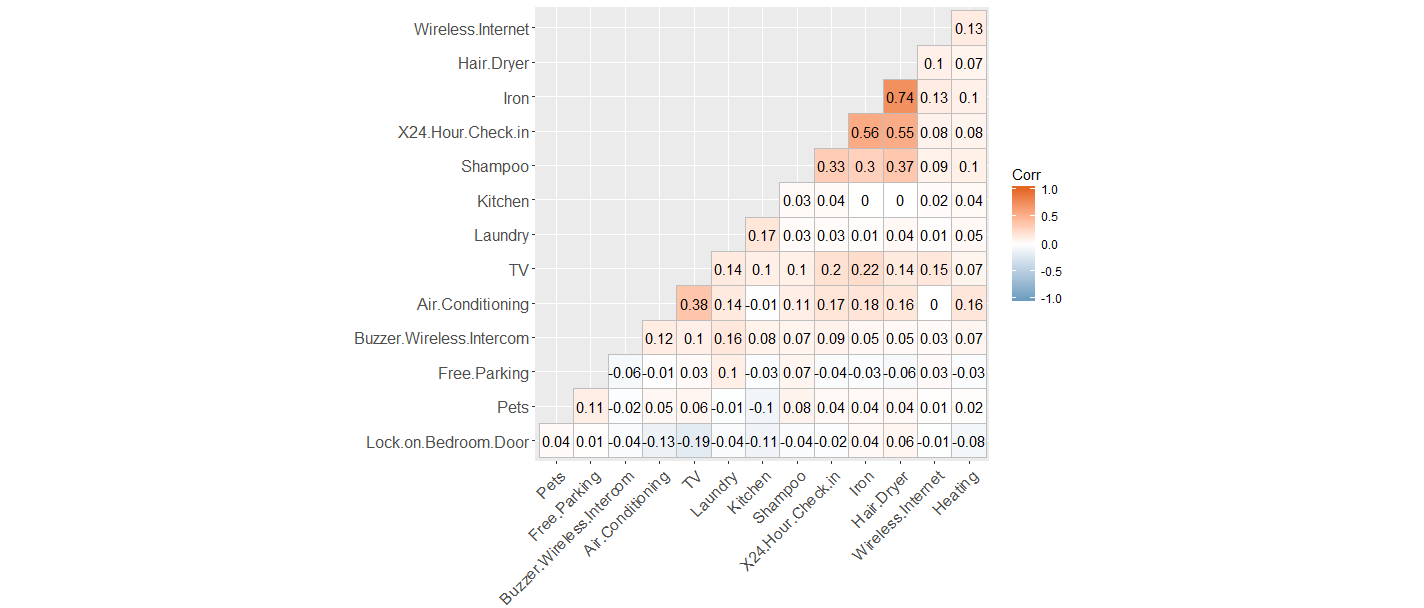 Wireless.Internet 0.13
Hair.Dryer 0.1 0.07
Iron 0.74 0.13 0.1
X24.Hour.Check.in 0.56 0.55 0.08 0.08
Shampoo 0.33 0.3 0.37 0.09 0.1
Kitchen 0.03 0.04 0 0 0.02 0.04
Laundry 0.17 0.03 0.03 0.01 0.04 0.01 0.05
TV 0.14 0.1 0.1 0.2 0.22 0.14 0.15 0.07
Air.Conditioning 0.38 0.14 -0.01 0.11 0.17 0.18 0.16 0 0.16
Buzzer.Wireless.Intercom 0.12 0.1 0.16 0.08 0.07 0.09 0.05 0.05 0.03 0.07
Free.Parking -0.06 -0.01 0.03 0.1 -0.03 0.07 -0.04 -0.03 -0.06 0.03 -0.03
Pets 0.11 -0.02 0.05 0.06 -0.01 -0.1 0.08 0.04 0.04 0.04 0.01 0.02
Lock.on.Bedroom.Door 0.04 0.01 -0.04 -0.13 -0.19 -0.04 -0.11 -0.04 -0.02 0.04 0.06 -0.01 -0.08
Pets
Free.Parking
Buzzer.Wireless.Intercom
Air.Conditioning
TV
Laundry
Kitchen
Shampoo
X24.Hour.Check.in
Iron
Hair.Dryer
Wireless.Internet
Heating
Corr
1.0
0.5
0.0
-0.5
-1.0